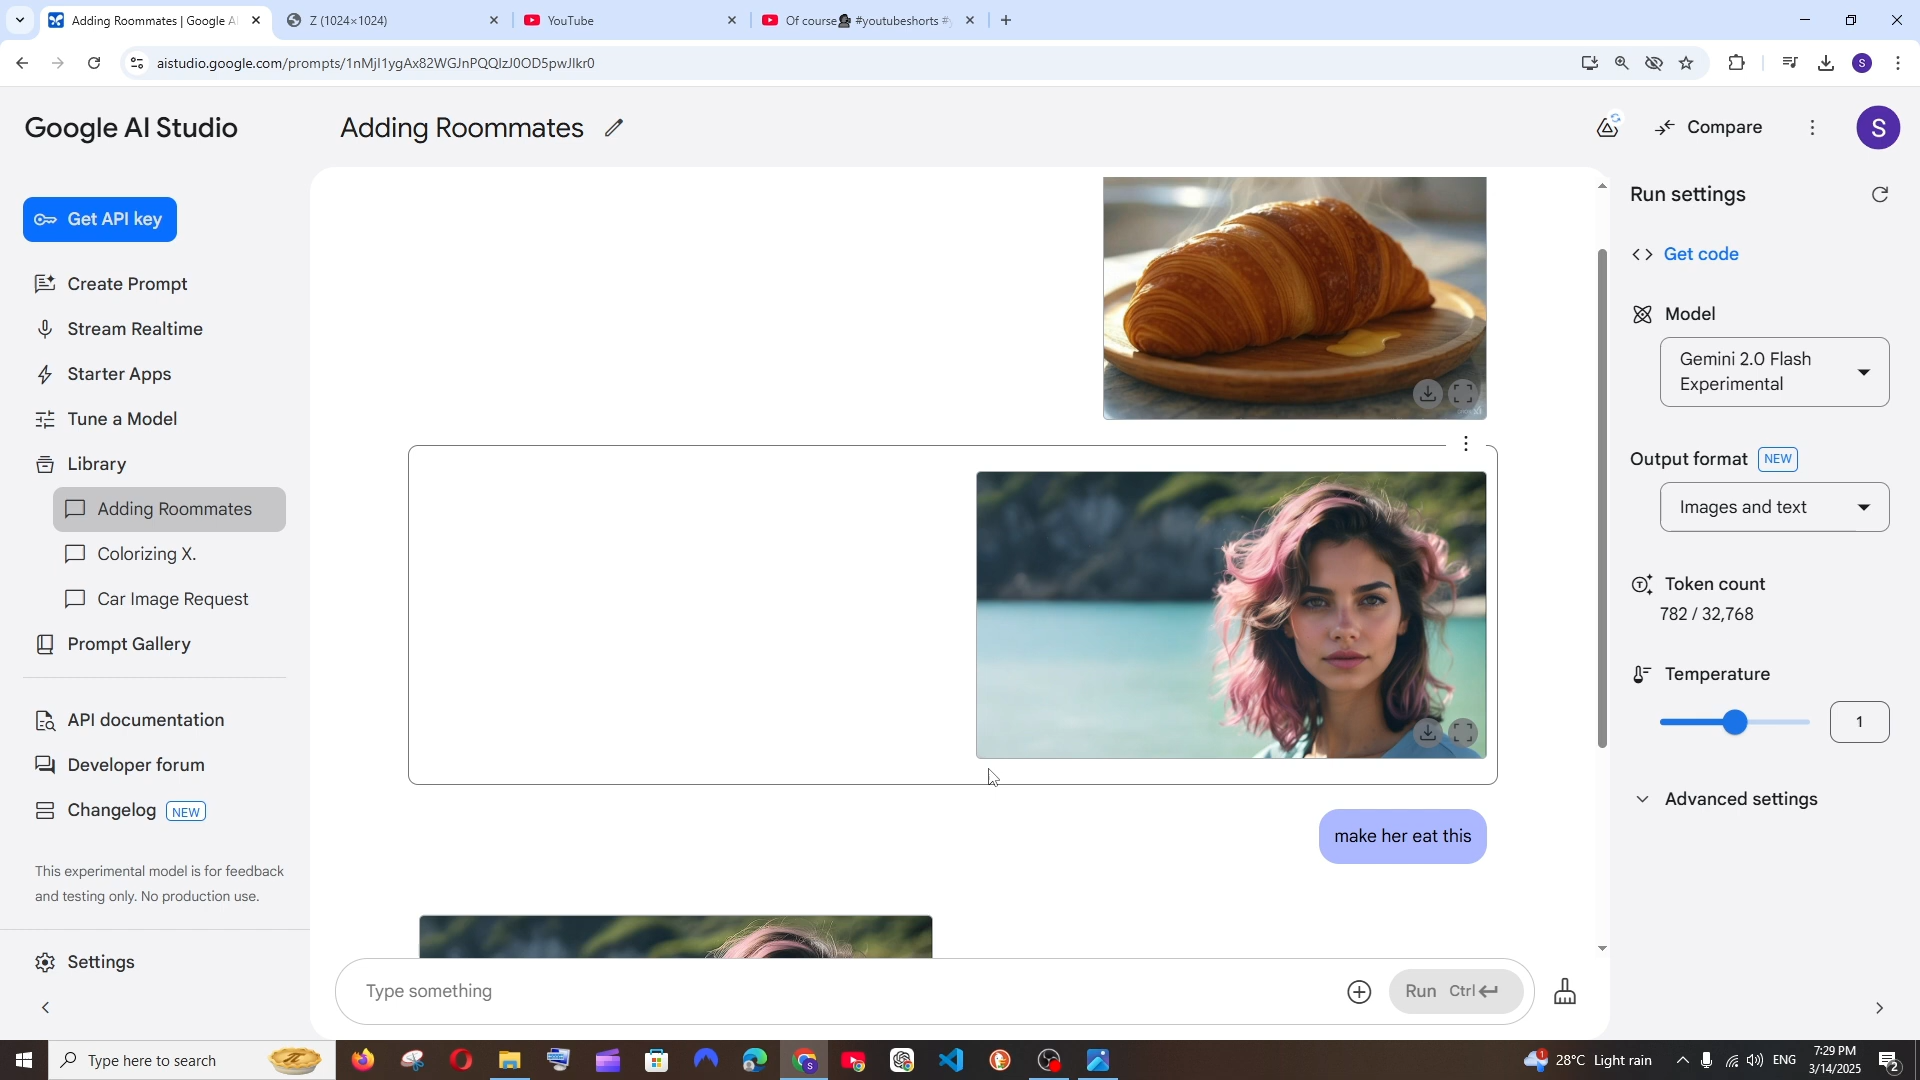 Adding Roommates | Google AI
Z (1024×1024)
YouTube
Of course #youtubeshorts #
aistudio.google.com/prompts/1nMjI1ygAx82WGJnPQQIzJ0OD5pwJlkr0
S
Google AI Studio
Adding Roommates
Compare
S
Get API key
Create Prompt
Stream Realtime
Starter Apps
Tune a Model
Library
Adding Roommates
Colorizing X.
Car Image Request
Prompt Gallery
API documentation
Developer forum
Changelog NEW
This experimental model is for feedback
and testing only. No production use.
Settings
make her eat this
Type something
Run Ctrl
Run settings
Get code
Model
Gemini 2.0 Flash
Experimental
Output format NEW
Images and text
Token count
782 / 32,768
Temperature
1
Advanced settings
Type here to search
1
28°C Light rain
ENG
7:29 PM
3/14/2025
2